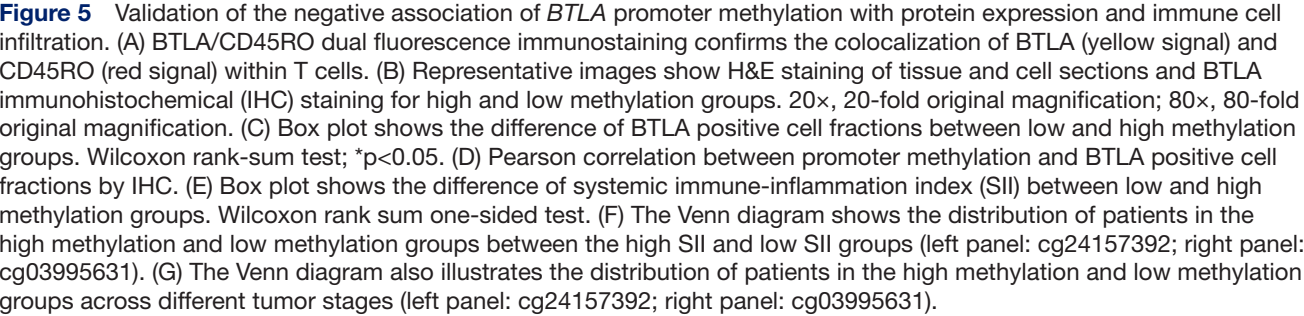 Figure 5 Validation of the negative association of BTLA promoter methylation with protein expression and immune cell
infiltration. (A) BTLA/CD45RO dual fluorescence immunostaining confirms the colocalization of BTLA (yellow signal) and
CD45RO (red signal) within T cells. (B) Representative images show H&E staining of tissue and cell sections and BTLA
immunohistochemical (IHC) staining for high and low methylation groups. 20×, 20-fold original magnification; 80×, 80-fold
original magnification. (C) Box plot shows the difference of BTLA positive cell fractions between low and high methylation
groups. Wilcoxon rank-sum test; *p<0.05. (D) Pearson correlation between promoter methylation and BTLA positive cell
fractions by IHC. (E) Box plot shows the difference of systemic immune-inflammation index (SII) between low and high
methylation groups. Wilcoxon rank sum one-sided test. (F) The Venn diagram shows the distribution of patients in the
high methylation and low methylation groups between the high SII and low SII groups (left panel: cg24157392; right panel:
cg03995631). (G) The Venn diagram also illustrates the distribution of patients in the high methylation and low methylation
groups across different tumor stages (left panel: cg24157392; right panel: cg03995631).